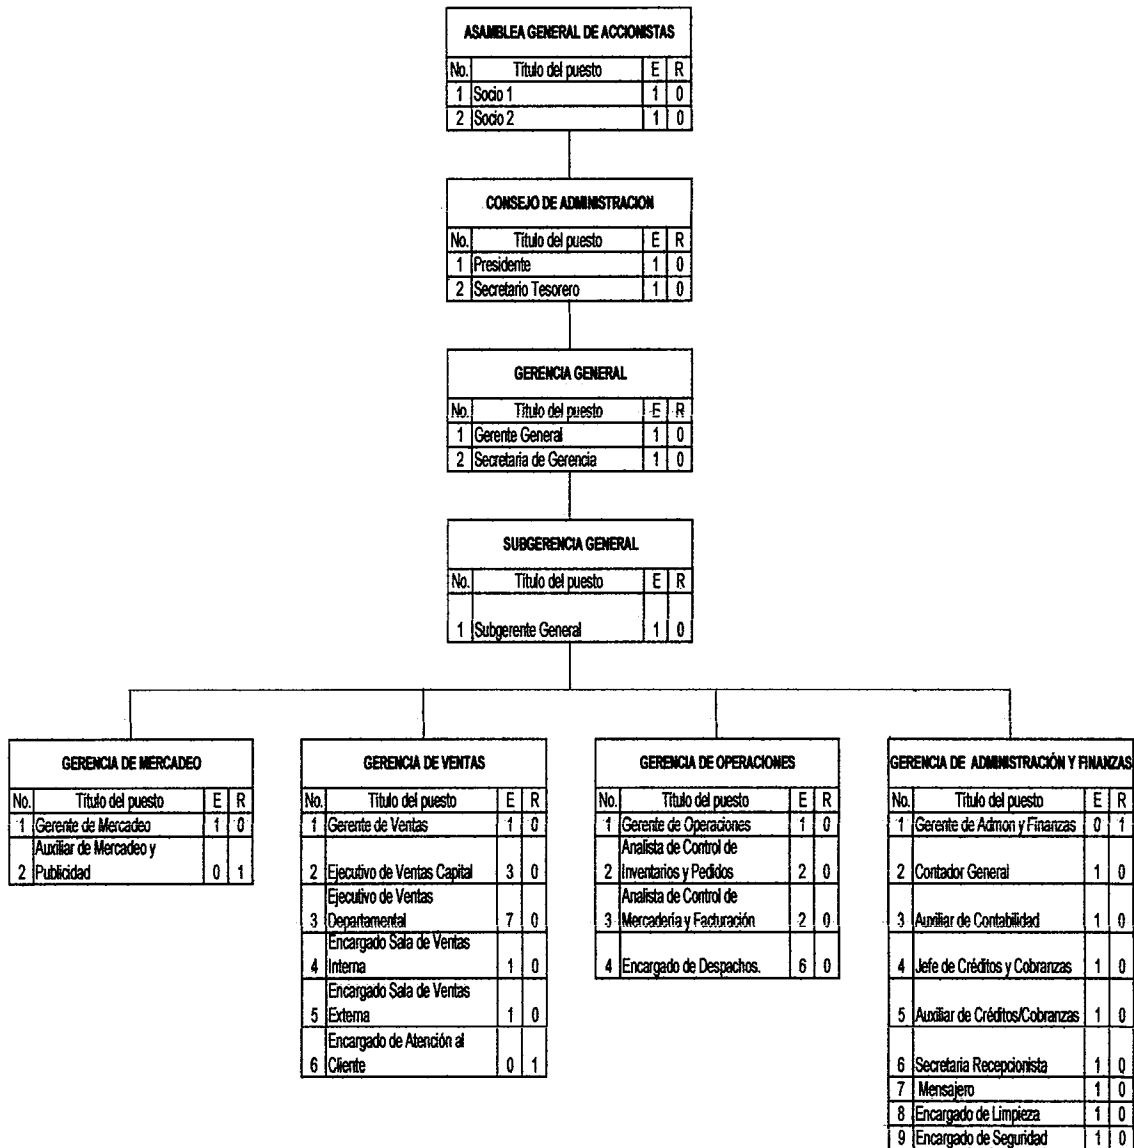 ASAMBLEA GENERAL DE ACCIONISTAS
No. Título del puesto E R
1 Socio 1 1 0
2 Socio 2 1 0
CONSEJO DE ADMINISTRACION
No. Título del puesto E R
1 Presidente 1 0
2 Secretario Tesorero 1 0
GERENCIA GENERAL
No. Título del puesto E R
1 Gerente General 1 0
2 Secretaria de Gerencia 1 0
SUBGERENCIA GENERAL
No. Título del puesto E R
1 Subgerente General 1 0
GERENCIA DE MERCADEO
No. Título del puesto E R
1 Gerente de Mercadeo 1 0
Auxiliar de Mercadeo y
2 Publicidad 0 1
GERENCIA DE VENTAS
No. Título del puesto E R
1 Gerente de Ventas 1 0
2 Ejecutivo de Ventas Capital 3 0
Ejecutivo de Ventas
3 Departamental 7 0
Encargado Sala de Ventas
4 Interna 1 0
Encargado Sala de Ventas
5 Externa 1 0
Encargado de Atención al
6 Cliente 0 1
GERENCIA DE OPERACIONES
No. Título del puesto E R
1 Gerente de Operaciones 1 0
Analista de Control de
2 Inventarios y Pedidos 2 0
Analista de Control de
3 Mercadería y Facturación 2 0
4 Encargado de Despachos. 6 0
GERENCIA DE ADMINISTRACIÓN Y FINANZAS
No. Título del puesto E R
1 Gerente de Admon y Finanzas 0 1
2 Contador General 1 0
3 Auxiliar de Contabilidad 1 0
4 Jefe de Créditos y Cobranzas 1 0
5 Auxiliar de Créditos/Cobranzas 1 0
6 Secretaria Recepcionista 1 0
7 Mensajero 1 0
8 Encargado de Limpieza 1 0
9 Encargado de Seguridad 1 0